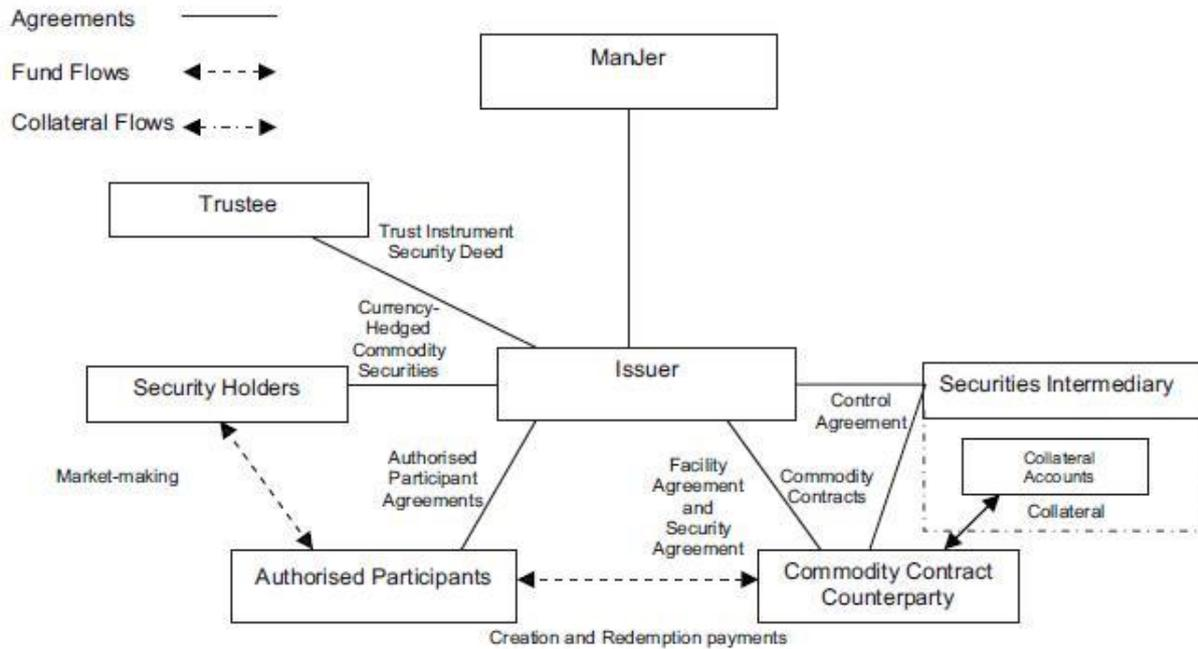 Agreements
Fund Flows
Collateral Flows
ManJer
Trustee
Trust Instrument
Security Deed
Currency-
Hedged
Commodity
Securities
Issuer
Security Holders
Securities Intermediary
Control
Agreement
Market-making
Authorised
Participant
Agreements
Facility
Agreement
and
Security
Agreement
Commodity
Contracts
Collateral
Accounts
Collateral
Authorised Participants
Commodity Contract
Counterparty
Creation and Redemption payments